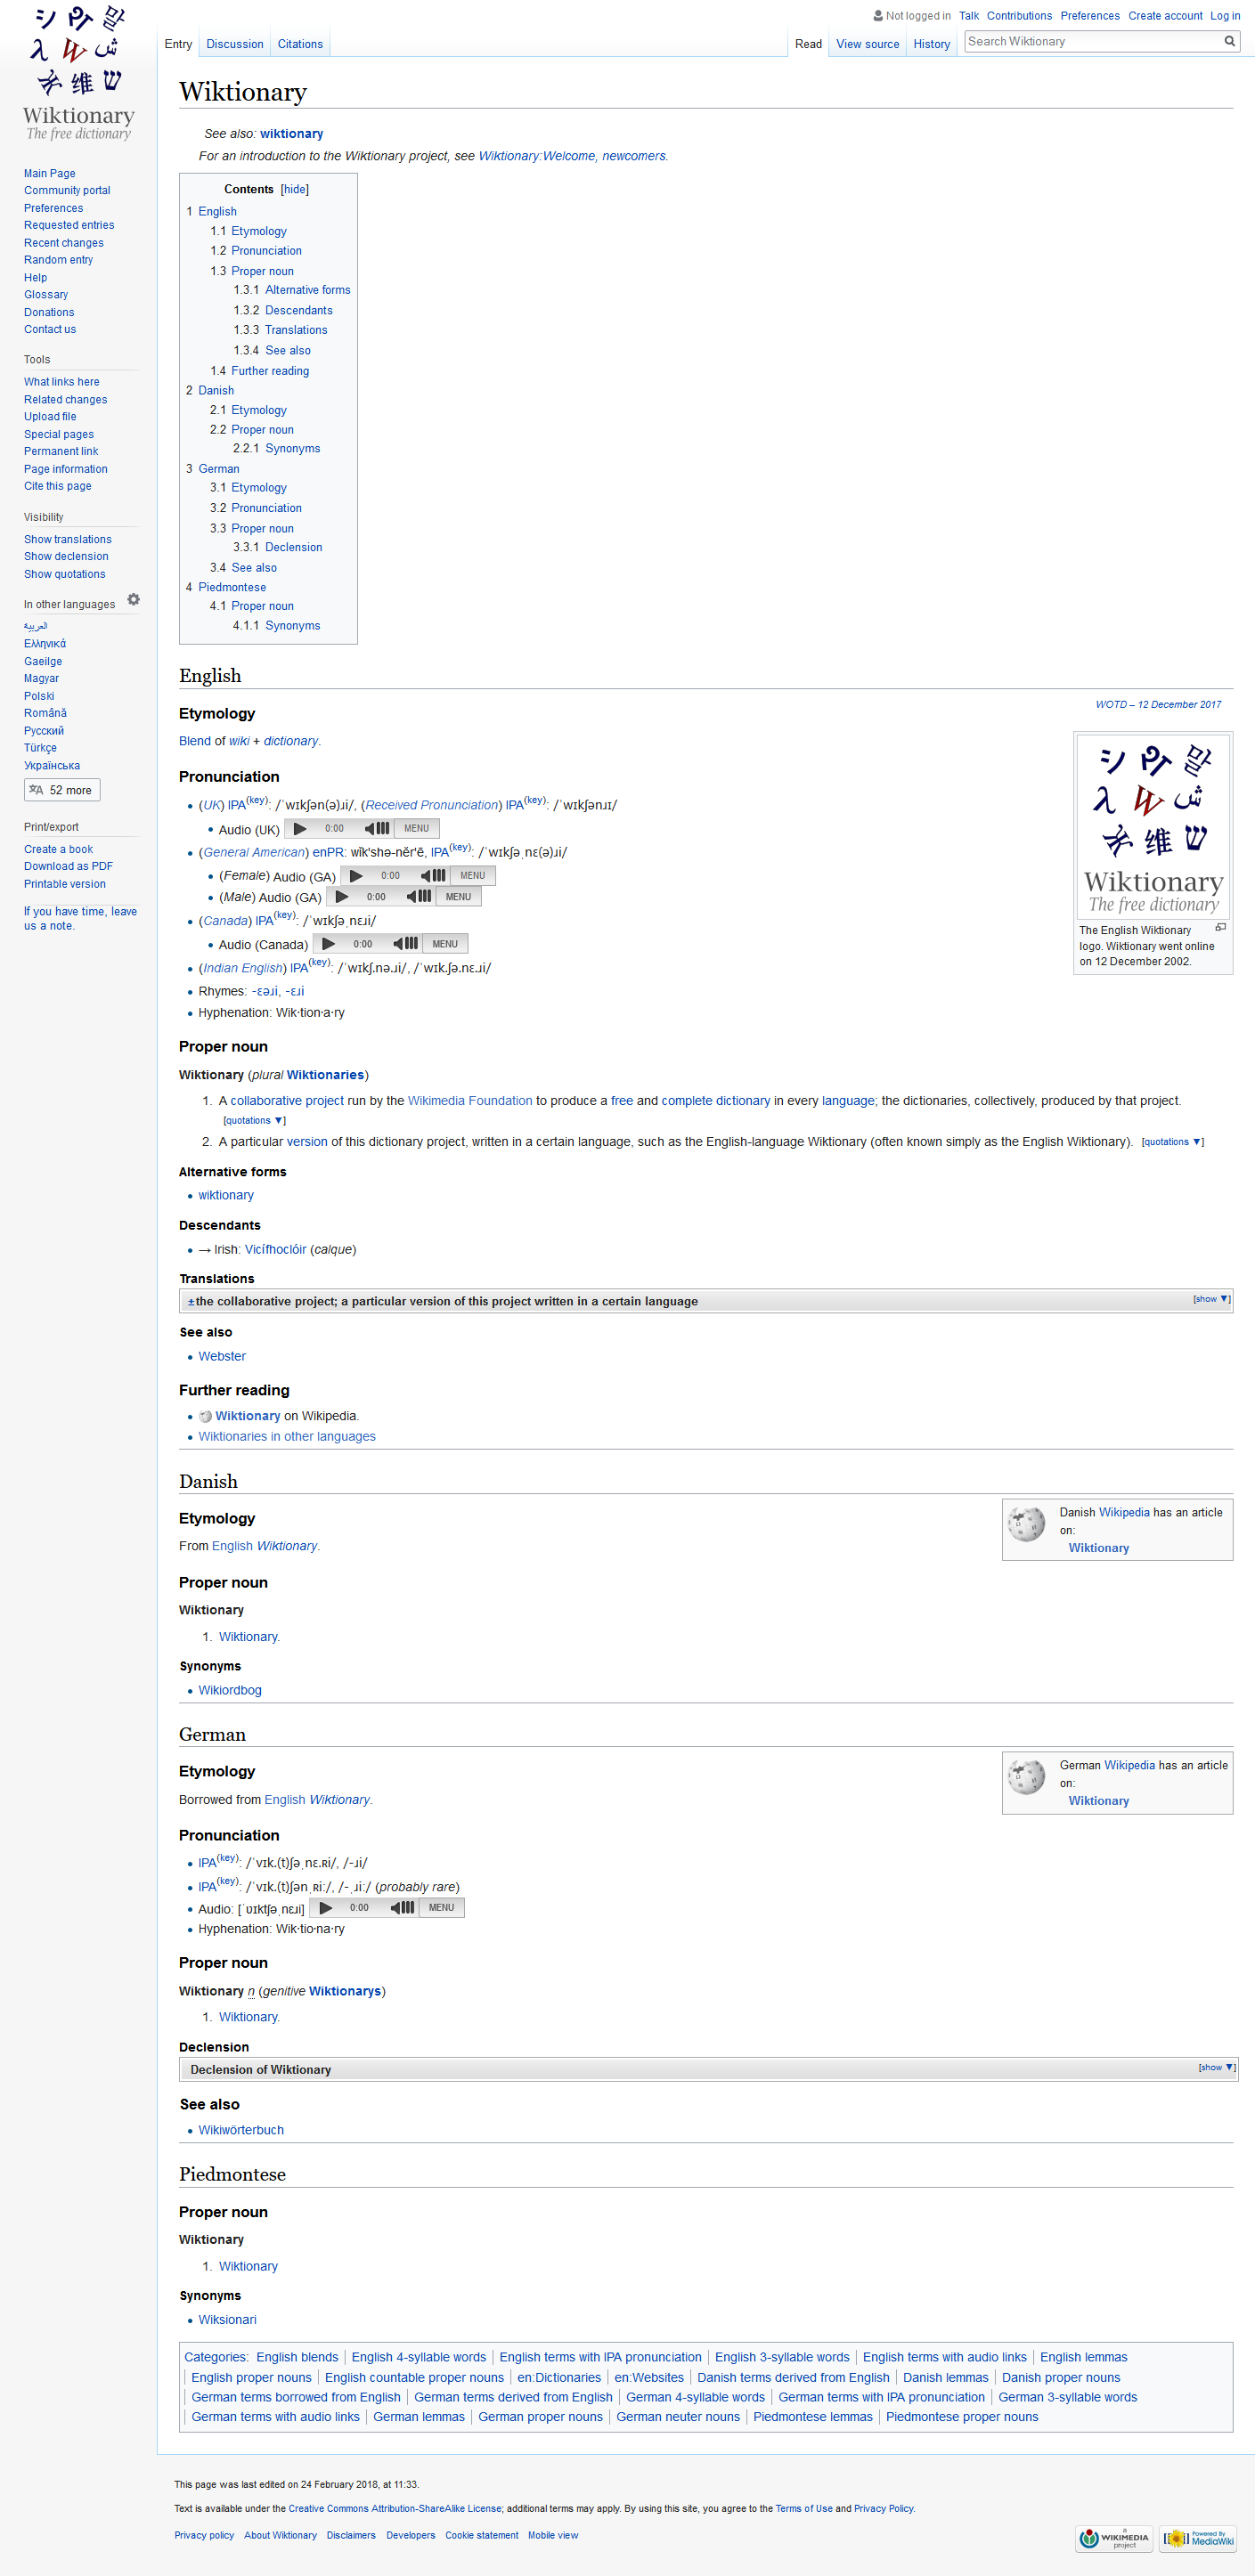 Not logged in Talk Contributions Preferences Create account Log in
Entry Discussion Citations Read View source History Search Wiktionary
シ 말
W
维 ש
Wiktionary
The free dictionary
Main Page
Community portal
Preferences
Requested entries
Recent changes
Random entry
Help
Glossary
Donations
Contact us
Tools
What links here
Related changes
Upload file
Special pages
Permanent link
Page information
Cite this page
Visibility
Show translations
Show declension
Show quotations
In other languages
العربية
Ελληνικά
Gaeilge
Magyar
Polski
Română
Русский
Türkçe
Українська
52 more
Print/export
Create a book
Download as PDF
Printable version
If you have time, leave
us a note.
Wiktionary
See also: wiktionary
For an introduction to the Wiktionary project, see Wiktionary:Welcome, newcomers.
Contents [hide]
1 English
1.1 Etymology
1.2 Pronunciation
1.3 Proper noun
1.3.1 Alternative forms
1.3.2 Descendants
1.3.3 Translations
1.3.4 See also
1.4 Further reading
2 Danish
2.1 Etymology
2.2 Proper noun
2.2.1 Synonyms
3 German
3.1 Etymology
3.2 Pronunciation
3.3 Proper noun
3.3.1 Declension
3.4 See also
4 Piedmontese
4.1 Proper noun
4.1.1 Synonyms
English
WOTD – 12 December 2017
Etymology
Blend of wiki + dictionary.
Pronunciation
• (UK) IPA(key): /ˈwɪkʃən(ə)ɹi/, (Received Pronunciation) IPA(key): /ˈwɪkʃənɹɪ/
• Audio (UK) 0:00 MENU
• (General American) enPR: wĭk'shə-nĕr'ē, IPA(key): /ˈwɪkʃəˌnɛ(ə)ɹi/
• (Female) Audio (GA) 0:00 MENU
• (Male) Audio (GA) 0:00 MENU
• (Canada) IPA(key): /ˈwɪkʃəˌnɛɹi/
• Audio (Canada) 0:00 MENU
• (Indian English) IPA(key): /ˈwɪkʃ.nə.ɹi/, /ˈwɪk.ʃə.nɛ.ɹi/
• Rhymes: -ɛəɹi, -ɛɹi
• Hyphenation: Wik‧tion‧a‧ry
シ 말
W
维 ש
Wiktionary
The free dictionary
The English Wiktionary
logo. Wiktionary went online
on 12 December 2002.
Proper noun
Wiktionary (plural Wiktionaries)
1. A collaborative project run by the Wikimedia Foundation to produce a free and complete dictionary in every language; the dictionaries, collectively, produced by that project.
[quotations ▼]
2. A particular version of this dictionary project, written in a certain language, such as the English-language Wiktionary (often known simply as the English Wiktionary). [quotations ▼]
Alternative forms
• wiktionary
Descendants
• → Irish: Vicífhoclóir (calque)
Translations
±the collaborative project; a particular version of this project written in a certain language [show ▼]
See also
• Webster
Further reading
• Wiktionary on Wikipedia.
• Wiktionaries in other languages
Danish
Etymology
From English Wiktionary.
Danish Wikipedia has an article
on:
Wiktionary
Proper noun
Wiktionary
1. Wiktionary.
Synonyms
• Wikiordbog
German
Etymology
Borrowed from English Wiktionary.
German Wikipedia has an article
on:
Wiktionary
Pronunciation
• IPA(key): /ˈvɪk.(t)ʃəˌnɛ.ʀi/, /-ɹi/
• IPA(key): /ˈvɪk.(t)ʃənˌʀiː/, /-ˌɹiː/ (probably rare)
• Audio: [ˈʋɪktʃəˌnɛɹi] 0:00 MENU
• Hyphenation: Wik‧tio‧na‧ry
Proper noun
Wiktionary n (genitive Wiktionarys)
1. Wiktionary.
Declension
Declension of Wiktionary [show ▼]
See also
• Wikiwörterbuch
Piedmontese
Proper noun
Wiktionary
1. Wiktionary
Synonyms
• Wiksionari
Categories: English blends | English 4-syllable words | English terms with IPA pronunciation | English 3-syllable words | English terms with audio links | English lemmas
| English proper nouns | English countable proper nouns | en:Dictionaries | en:Websites | Danish terms derived from English | Danish lemmas | Danish proper nouns
| German terms borrowed from English | German terms derived from English | German 4-syllable words | German terms with IPA pronunciation | German 3-syllable words
| German terms with audio links | German lemmas | German proper nouns | German neuter nouns | Piedmontese lemmas | Piedmontese proper nouns
This page was last edited on 24 February 2018, at 11:33.
Text is available under the Creative Commons Attribution-ShareAlike License; additional terms may apply. By using this site, you agree to the Terms of Use and Privacy Policy.
Privacy policy About Wiktionary Disclaimers Developers Cookie statement Mobile view
A WIKIMEDIA project
Powered By MediaWiki